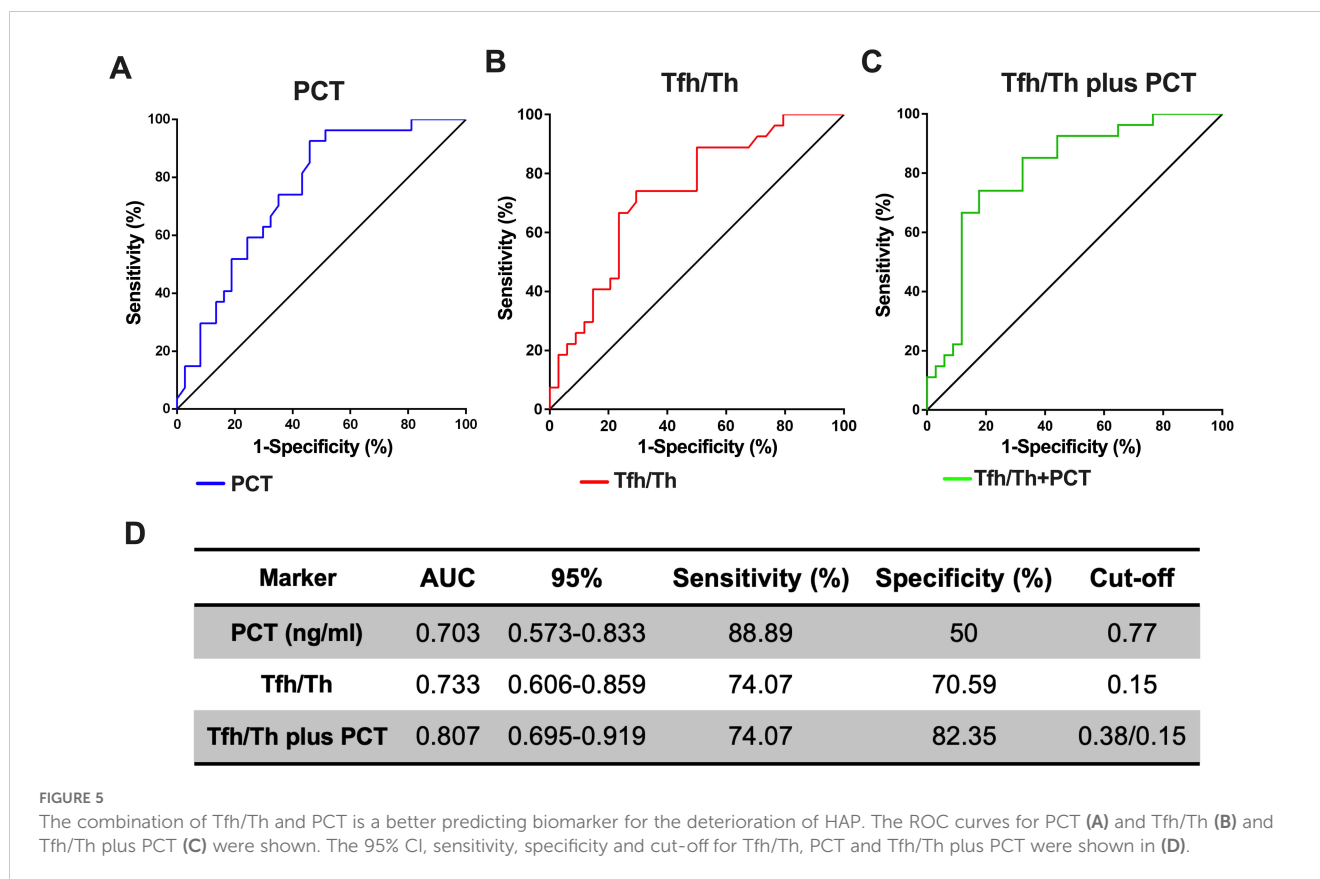 A
PCT
100
80
60
40
20
0
Sensitivity (%)
0 20 40 60 80 100
1-Specificity (%)
PCT
B
Tfh/Th
100
80
60
40
20
0
Sensitivity (%)
0 20 40 60 80 100
1-Specificity (%)
Tfh/Th
C
Tfh/Th plus PCT
100
80
60
40
20
0
Sensitivity (%)
0 20 40 60 80 100
1-Specificity (%)
Tfh/Th+PCT
D
Marker AUC 95% Sensitivity (%) Specificity (%) Cut-off
PCT (ng/ml) 0.703 0.573-0.833 88.89 50 0.77
Tfh/Th 0.733 0.606-0.859 74.07 70.59 0.15
Tfh/Th plus PCT 0.807 0.695-0.919 74.07 82.35 0.38/0.15
FIGURE 5
The combination of Tfh/Th and PCT is a better predicting biomarker for the deterioration of HAP. The ROC curves for PCT (A) and Tfh/Th (B) and
Tfh/Th plus PCT (C) were shown. The 95% CI, sensitivity, specificity and cut-off for Tfh/Th, PCT and Tfh/Th plus PCT were shown in (D).